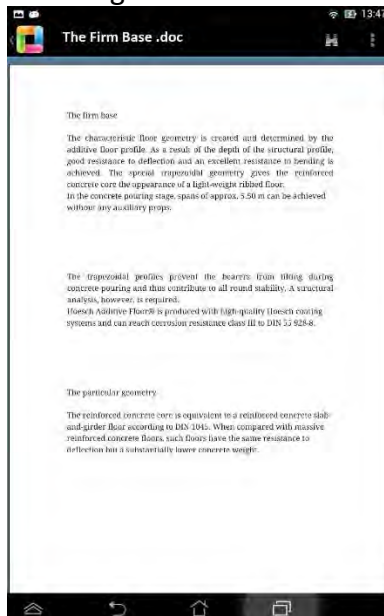 13:47
The Firm Base .doc
The firm base
The characteristic floor geometry is created and determined by the
additive floor profile. As a result of the depth of the structural profile,
good resistance to deflection and an excellent resistance to bending is
achieved. The special trapezoidal geometry gives the reinforced
concrete core the appearance of a light-weight ribbed floor.
In the concrete pouring stage, spans of approx. 5.50 m can be achieved
without any auxiliary props.
The trapezoidal profiles prevent the bearers from tilting during
concrete pouring and thus contribute to all round stability. A structural
analysis, however, is required.
Hoesch Additive Floor® is produced with high-quality Hoesch coating
systems and can reach corrosion resistance class III to DIN 55 928-8.
The particular geometry
The reinforced concrete core is equivalent to a reinforced concrete slab-
and-girder floor according to DIN 1045. When compared with massive
reinforced concrete floors, such floors have the same resistance to
deflection but a substantially lower concrete weight.